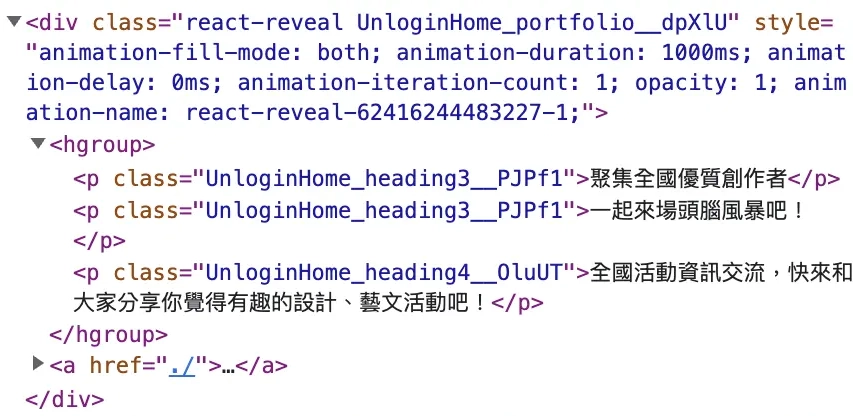 ▼<div class="react-reveal UnloginHome_portfolio__dpXlU" style=
"animation-fill-mode: both; animation-duration: 1000ms; animat
ion-delay: 0ms; animation-iteration-count: 1; opacity: 1; anim
ation-name: react-reveal-62416244483227-1;">
▼<hgroup>
<p class="UnloginHome_heading3__PJPf1">聚集全國優質創作者</p>
<p class="UnloginHome_heading3__PJPf1">一起來場頭腦風暴吧！
</p>
<p class="UnloginHome_heading4__OluUT">全國活動資訊交流，快來和
大家分享你覺得有趣的設計、藝文活動吧！</p>
</hgroup>
▶<a href="./">…</a>
</div>